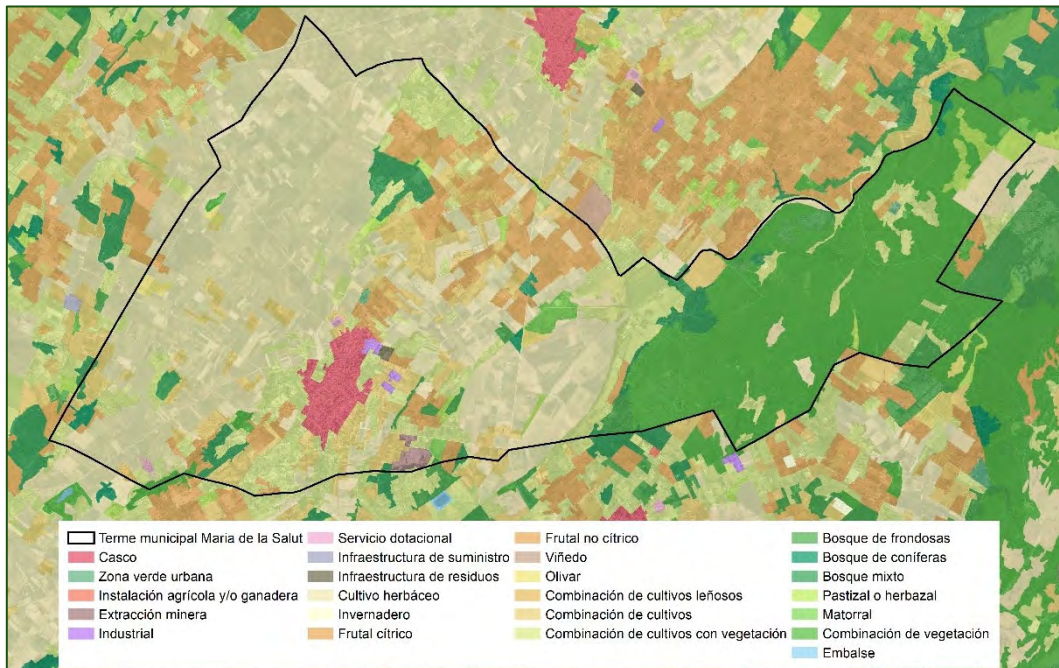 Terme municipal Maria de la Salut
Casco
Zona verde urbana
Instalación agrícola y/o ganadera
Extracción minera
Industrial
Servicio dotacional
Infraestructura de suministro
Infraestructura de residuos
Cultivo herbáceo
Invernadero
Frutal cítrico
Frutal no cítrico
Viñedo
Olivar
Combinación de cultivos leñosos
Combinación de cultivos
Combinación de cultivos con vegetación
Bosque de frondosas
Bosque de coníferas
Bosque mixto
Pastizal o herbazal
Matorral
Combinación de vegetación
Embalse